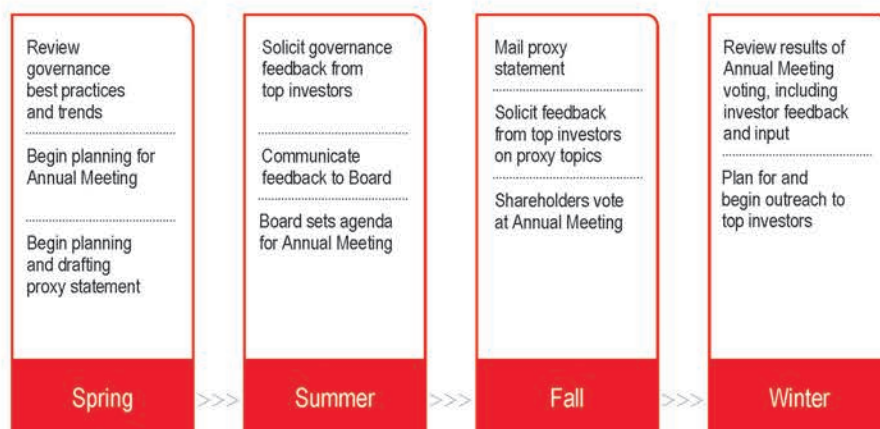 Review
governance
best practices
and trends
Begin planning for
Annual Meeting
Begin planning
and drafting
proxy statement
Spring
>>>
Solicit governance
feedback from
top investors
Communicate
feedback to Board
Board sets agenda
for Annual Meeting
Summer
>>>
Mail proxy
statement
Solicit feedback
from top investors
on proxy topics
Shareholders vote
at Annual Meeting
Fall
>>>
Review results of
Annual Meeting
voting, including
investor feedback
and input
Plan for and
begin outreach to
top investors
Winter